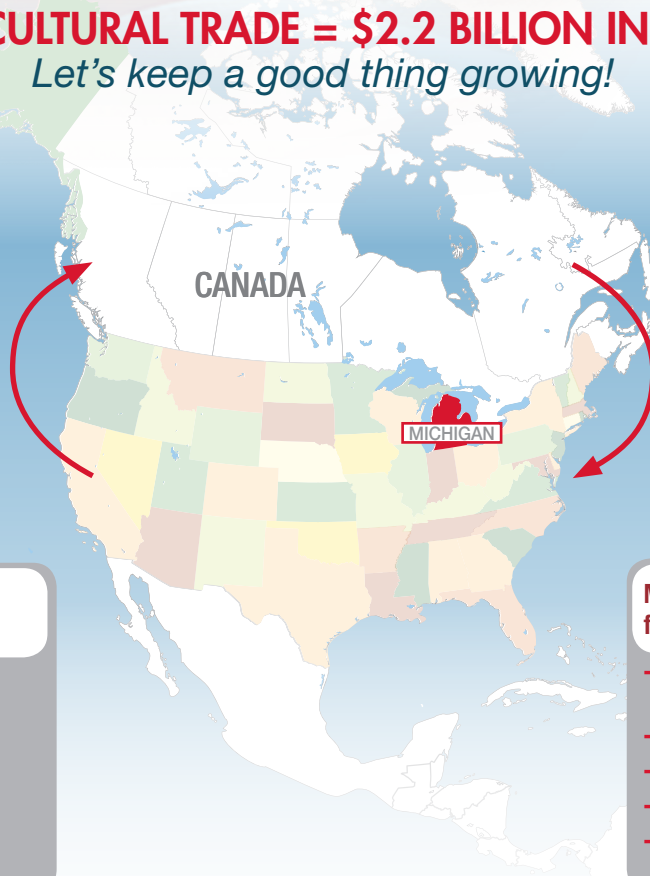 CULTURAL TRADE = $2.2 BILLION IN
Let's keep a good thing growing!
CANADA
MICHIGAN